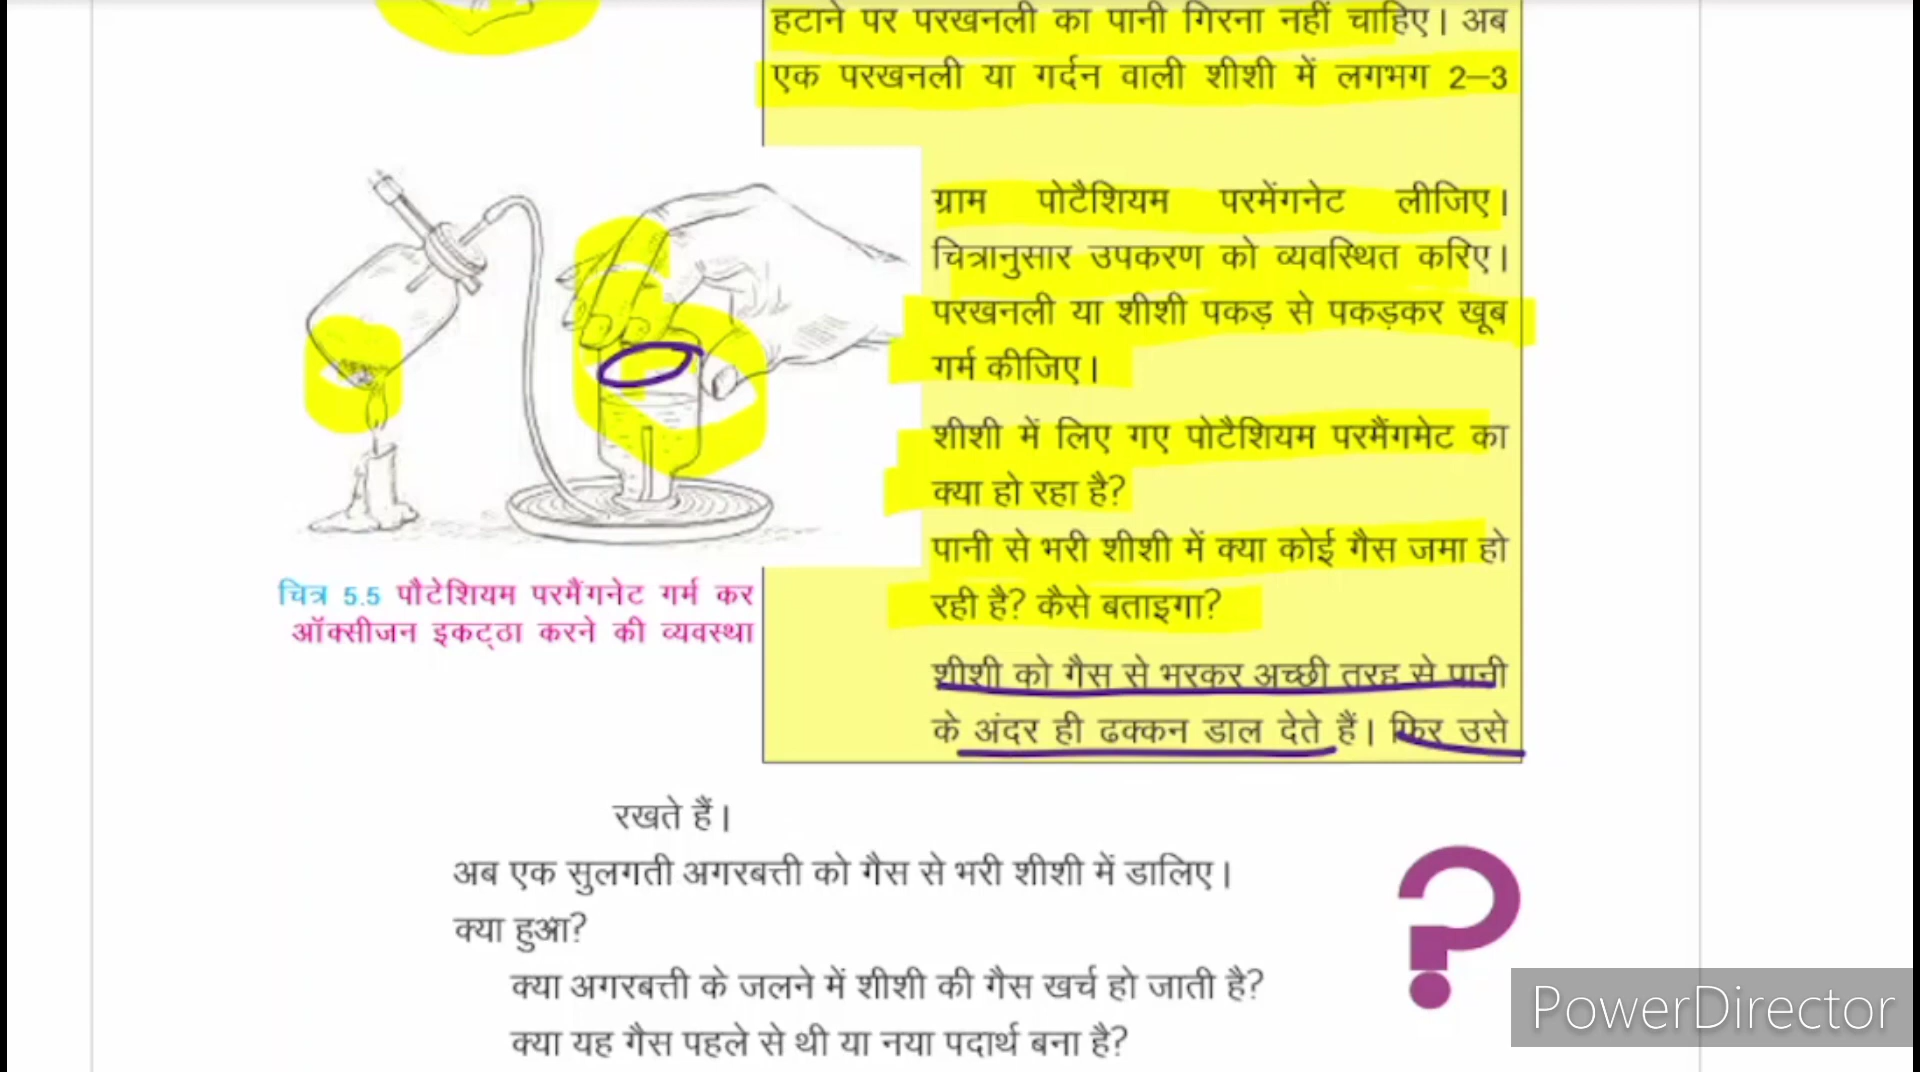 हटाने पर परखनली का पानी गिरना नहीं चाहिए। अब
एक परखनली या गर्दन वाली शीशी में लगभग 2–3
ग्राम पोटैशियम परमेंगनेट लीजिए।
चित्रानुसार उपकरण को व्यवस्थित करिए।
परखनली या शीशी पकड़ से पकड़कर खूब
गर्म कीजिए।
शीशी में लिए गए पोटैशियम परमैंगमेट का
क्या हो रहा है?
पानी से भरी शीशी में क्या कोई गैस जमा हो
रही है? कैसे बताइगा?
शीशी को गैस से भरकर अच्छी तरह से पानी
के अंदर ही ढक्कन डाल देते हैं। फिर उसे
चित्र 5.5 पौटेशियम परमैंगनेट गर्म कर
ऑक्सीजन इकट्ठा करने की व्यवस्था
रखते हैं।
अब एक सुलगती अगरबत्ती को गैस से भरी शीशी में डालिए।
क्या हुआ?
क्या अगरबत्ती के जलने में शीशी की गैस खर्च हो जाती है?
क्या यह गैस पहले से थी या नया पदार्थ बना है?
?
PowerDirector